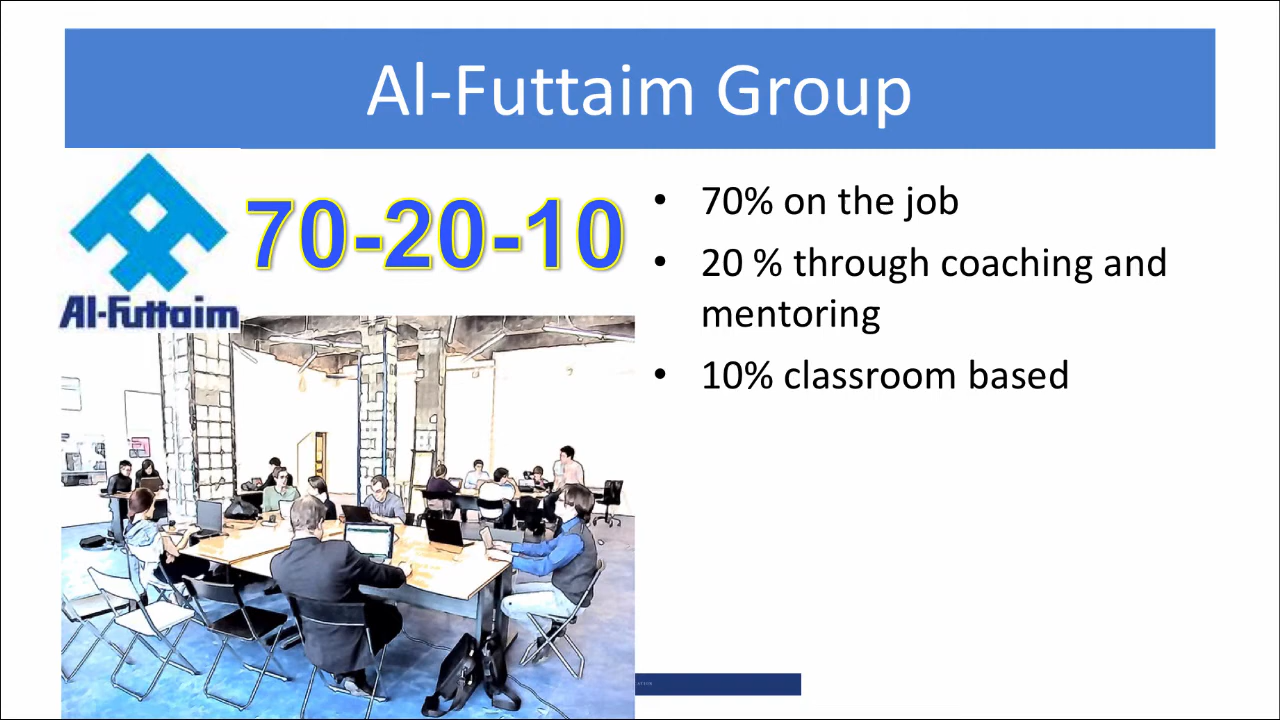 Al-Futtaim Group
Al-Futtaim
70-20-10
• 70% on the job
• 20 % through coaching and
mentoring
• 10% classroom based